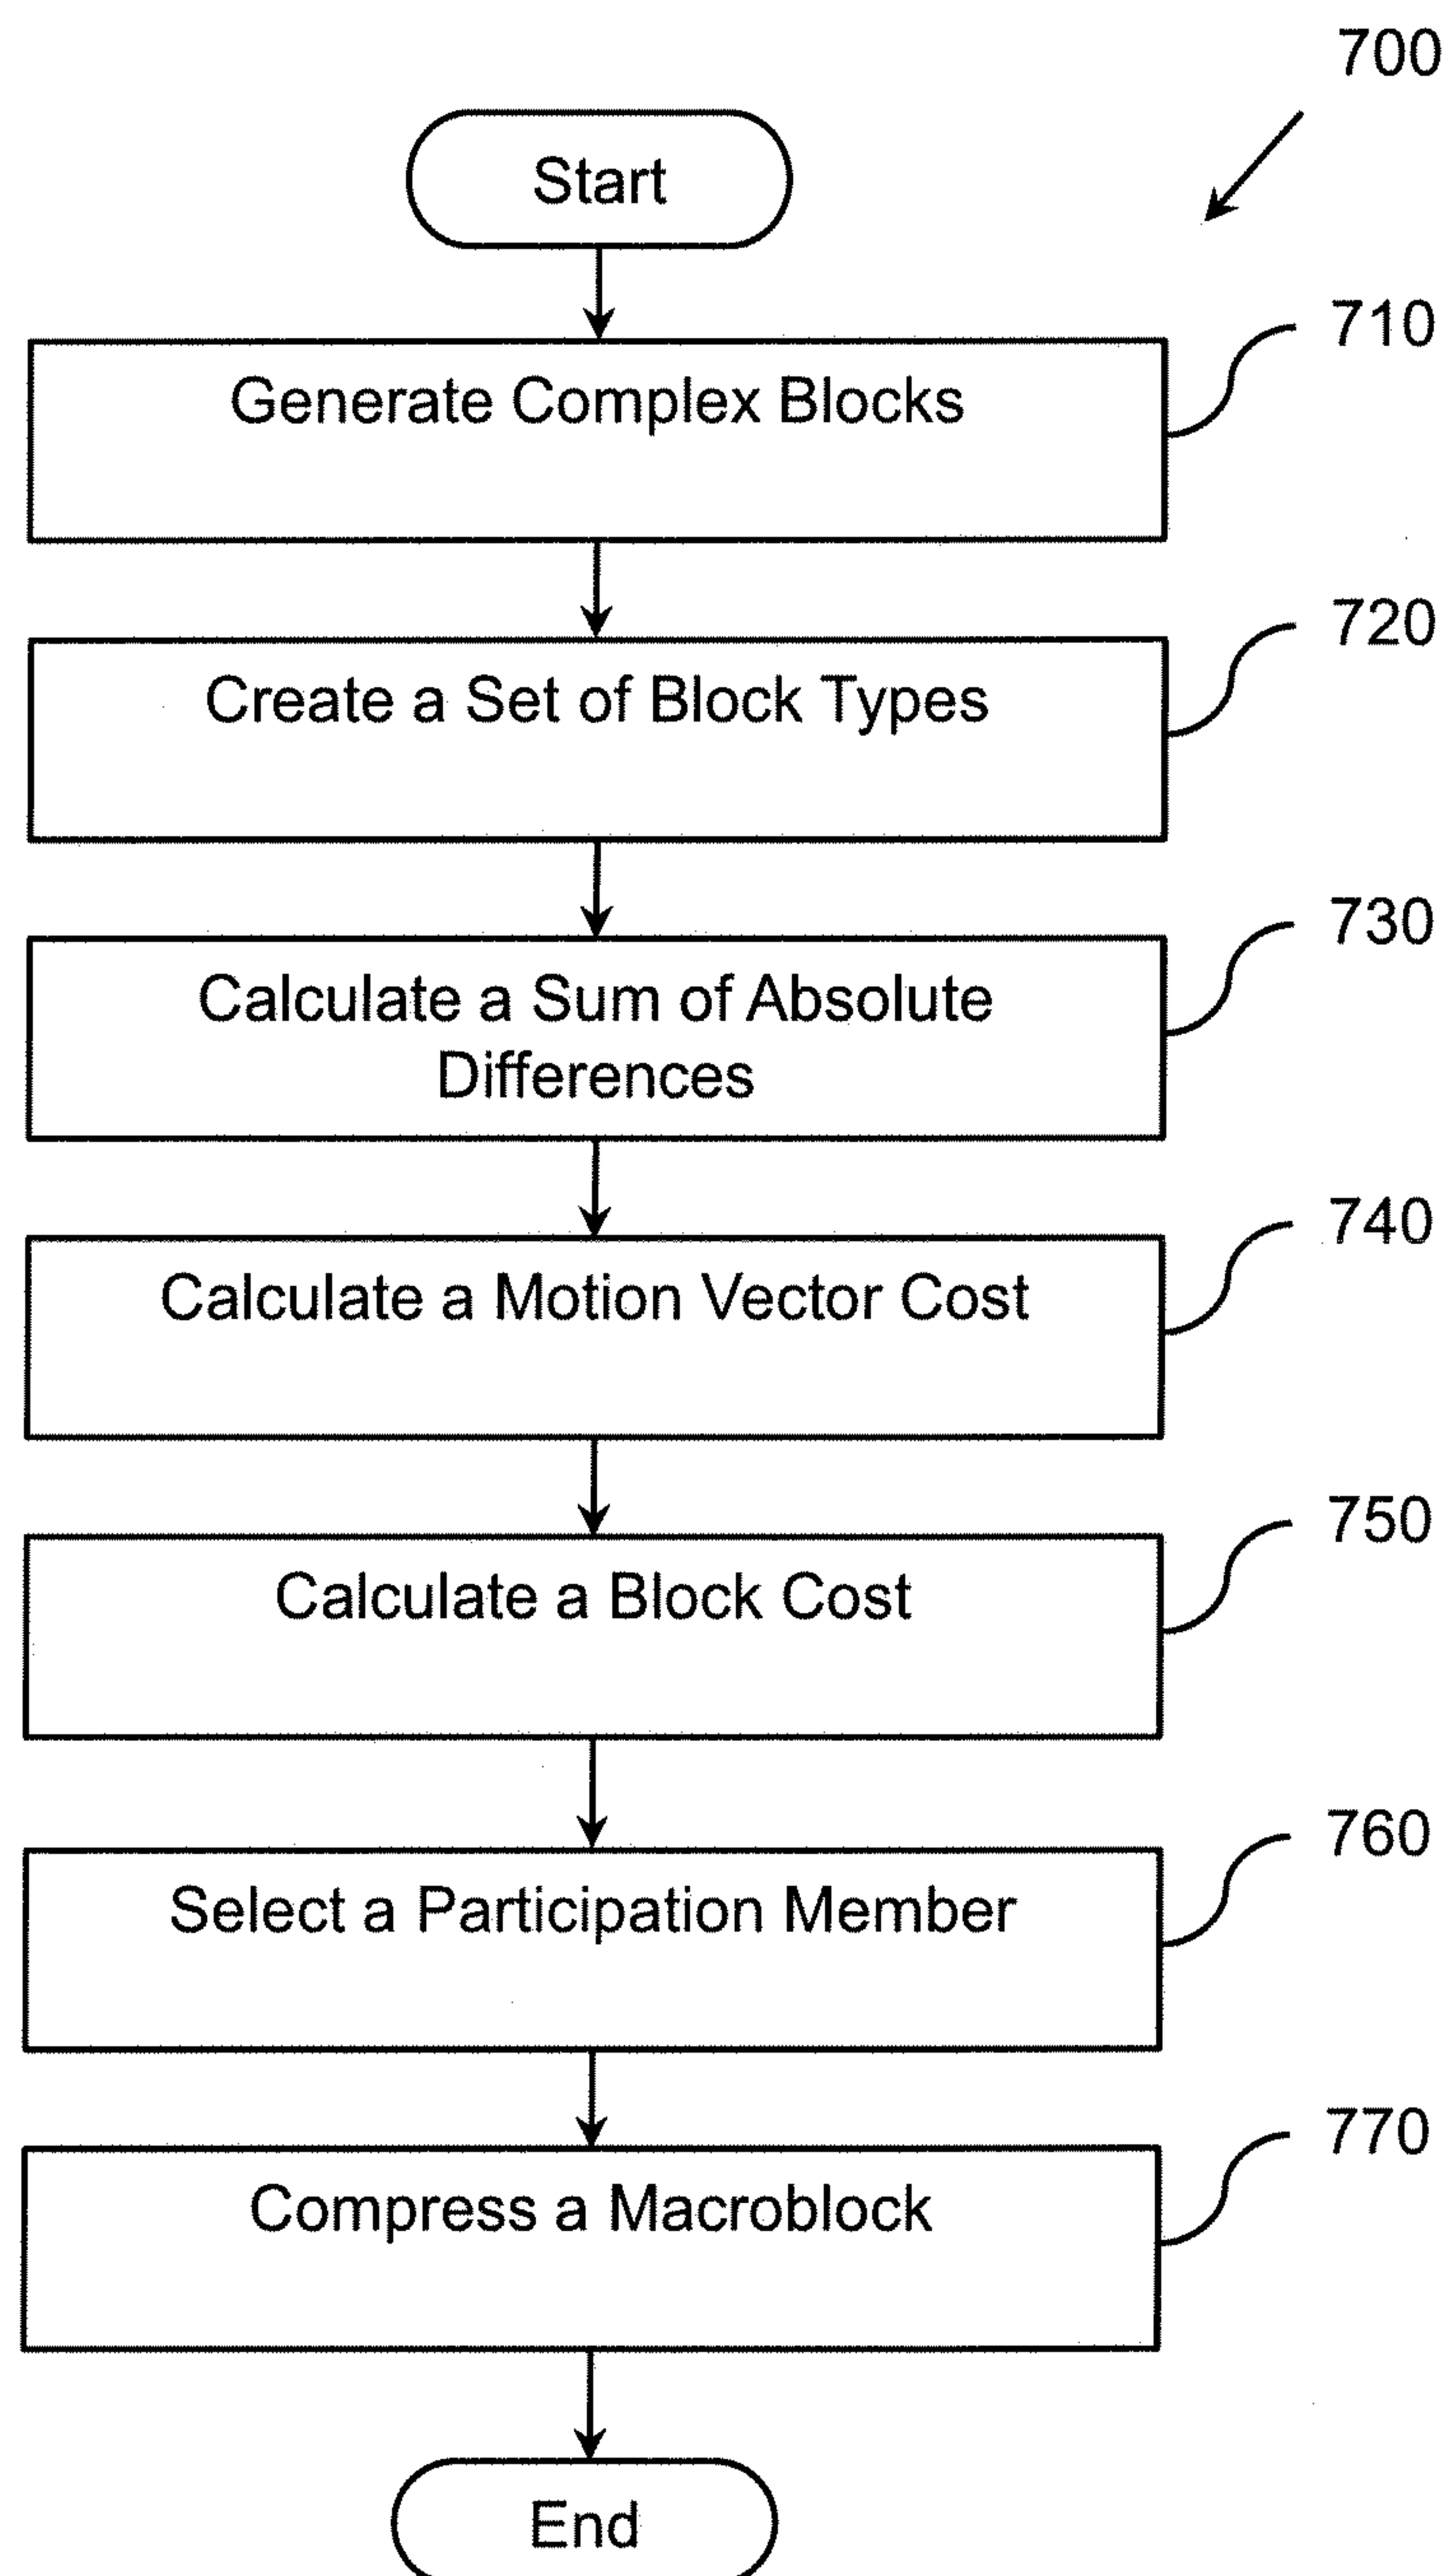 700
Start
710
Generate Complex Blocks
720
Create a Set of Block Types
730
Calculate a Sum of Absolute
Differences
740
Calculate a Motion Vector Cost
750
Calculate a Block Cost
760
Select a Participation Member
770
Compress a Macroblock
End